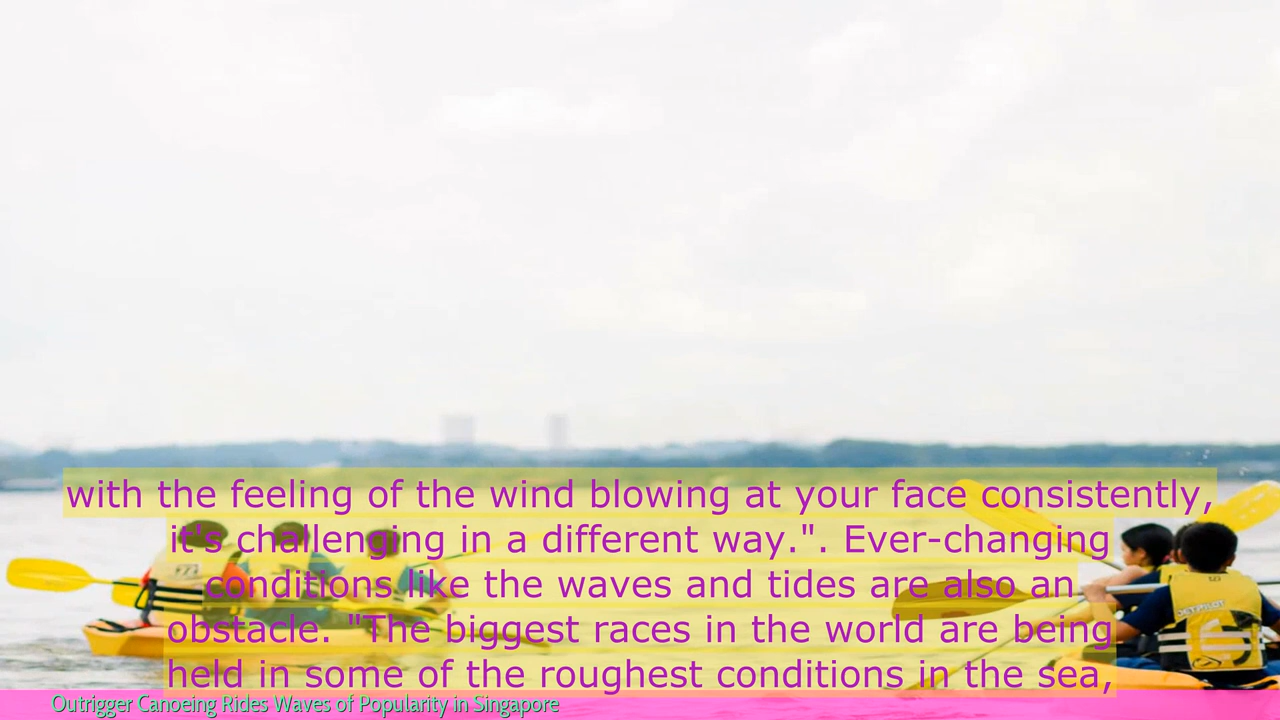 with the feeling of the wind blowing at your face consistently,
it's challenging in a different way.". Ever-changing
conditions like the waves and tides are also an
obstacle. "The biggest races in the world are being
held in some of the roughest conditions in the sea,
Outrigger Canoeing Rides Waves of Popularity in Singapore